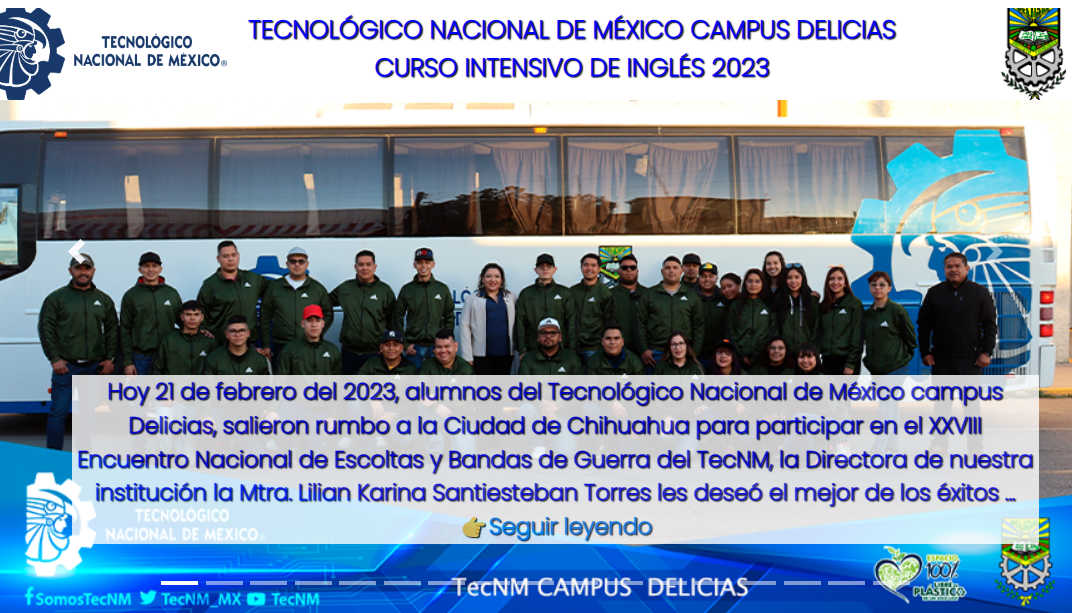 TECNOLÓGICO
NACIONAL DE MÉXICO®
TECNOLÓGICO NACIONAL DE MÉXICO CAMPUS DELICIAS
CURSO INTENSIVO DE INGLÉS 2023
Hoy 21 de febrero del 2023, alumnos del Tecnológico Nacional de México campus
Delicias, salieron rumbo a la Ciudad de Chihuahua para participar en el XXVIII
Encuentro Nacional de Escoltas y Bandas de Guerra del TecNM, la Directora de nuestra
institución la Mtra. Lilian Karina Santiesteban Torres les deseó el mejor de los éxitos ...
👉Seguir leyendo
TECNOLÓGICO
NACIONAL DE MÉXICO®
TecNM CAMPUS DELICIAS
SomosTecNM TecNM_MX TecNM
ESPACIO
100%
LIBRE DE
PLÁSTICO